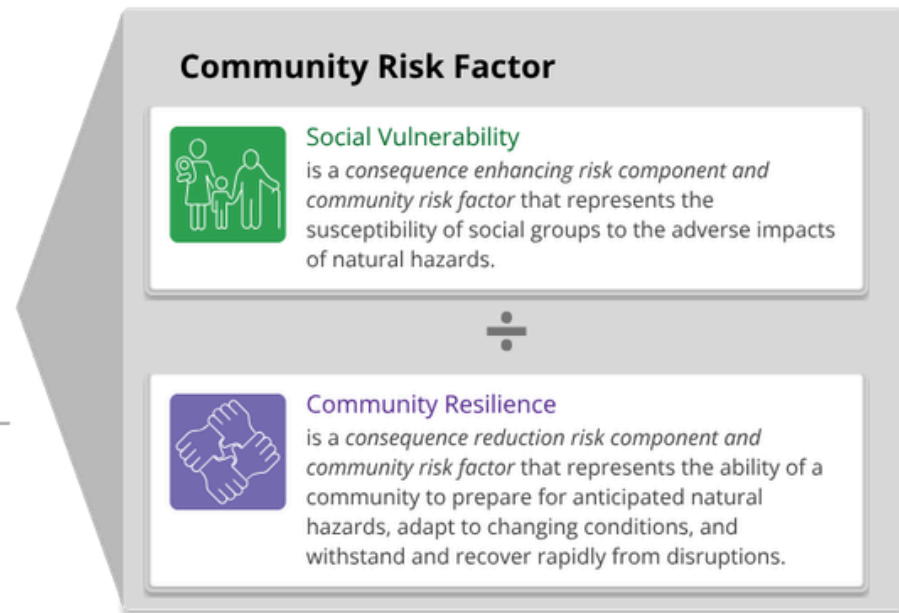 Community Risk Factor
Social Vulnerability
is a consequence enhancing risk component and
community risk factor that represents the
susceptibility of social groups to the adverse impacts
of natural hazards.
÷
Community Resilience
is a consequence reduction risk component and
community risk factor that represents the ability of a
community to prepare for anticipated natural
hazards, adapt to changing conditions, and
withstand and recover rapidly from disruptions.